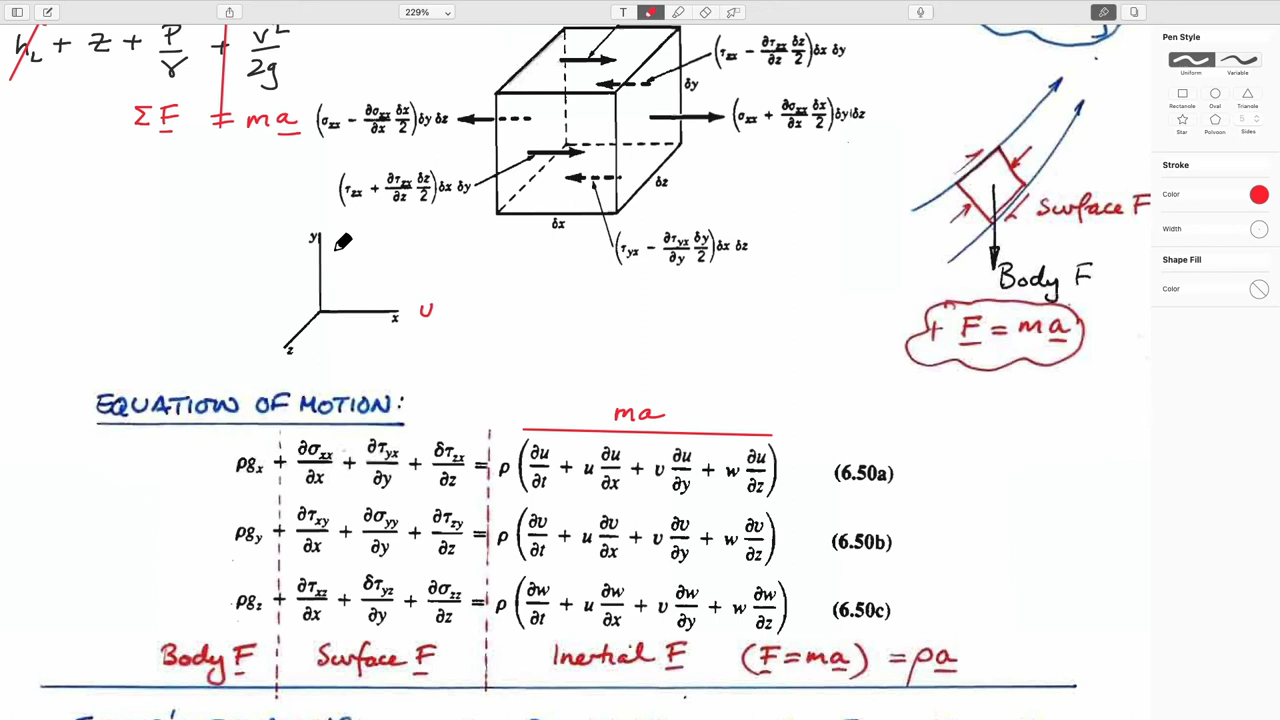 229%
T
h_L + z + P/γ + v²/2g
ΣF = ma
(τzx − ∂τzx/∂z δz/2)δx δy
δy
(σxx − ∂σxx/∂x δx/2)δy δz
(σxx + ∂σxx/∂x δx/2)δy δz
(τzx + ∂τzx/∂z δz/2)δx δy
δz
δx
(τyx − ∂τyx/∂y δy/2)δx δz
y
x
z
U
Surface F
Body F
+ F = ma
EQUATION OF MOTION:
ma
ρgx + ∂σxx/∂x + ∂τyx/∂y + δτzx/∂z = ρ(∂u/∂t + u ∂u/∂x + v ∂u/∂y + w ∂u/∂z) (6.50a)
ρgy + ∂τxy/∂x + ∂σyy/∂y + ∂τzy/∂z = ρ(∂v/∂t + u ∂v/∂x + v ∂v/∂y + w ∂v/∂z) (6.50b)
ρgz + ∂τxz/∂x + δτyz/∂y + ∂σzz/∂z = ρ(∂w/∂t + u ∂w/∂x + v ∂w/∂y + w ∂w/∂z) (6.50c)
Body F Surface F Inertial F (F=ma) = ρa
Pen Style
Uniform Variable
Rectangle Oval Triangle
Star Polygon 5 Sides
Stroke
Color
Width
Shape Fill
Color